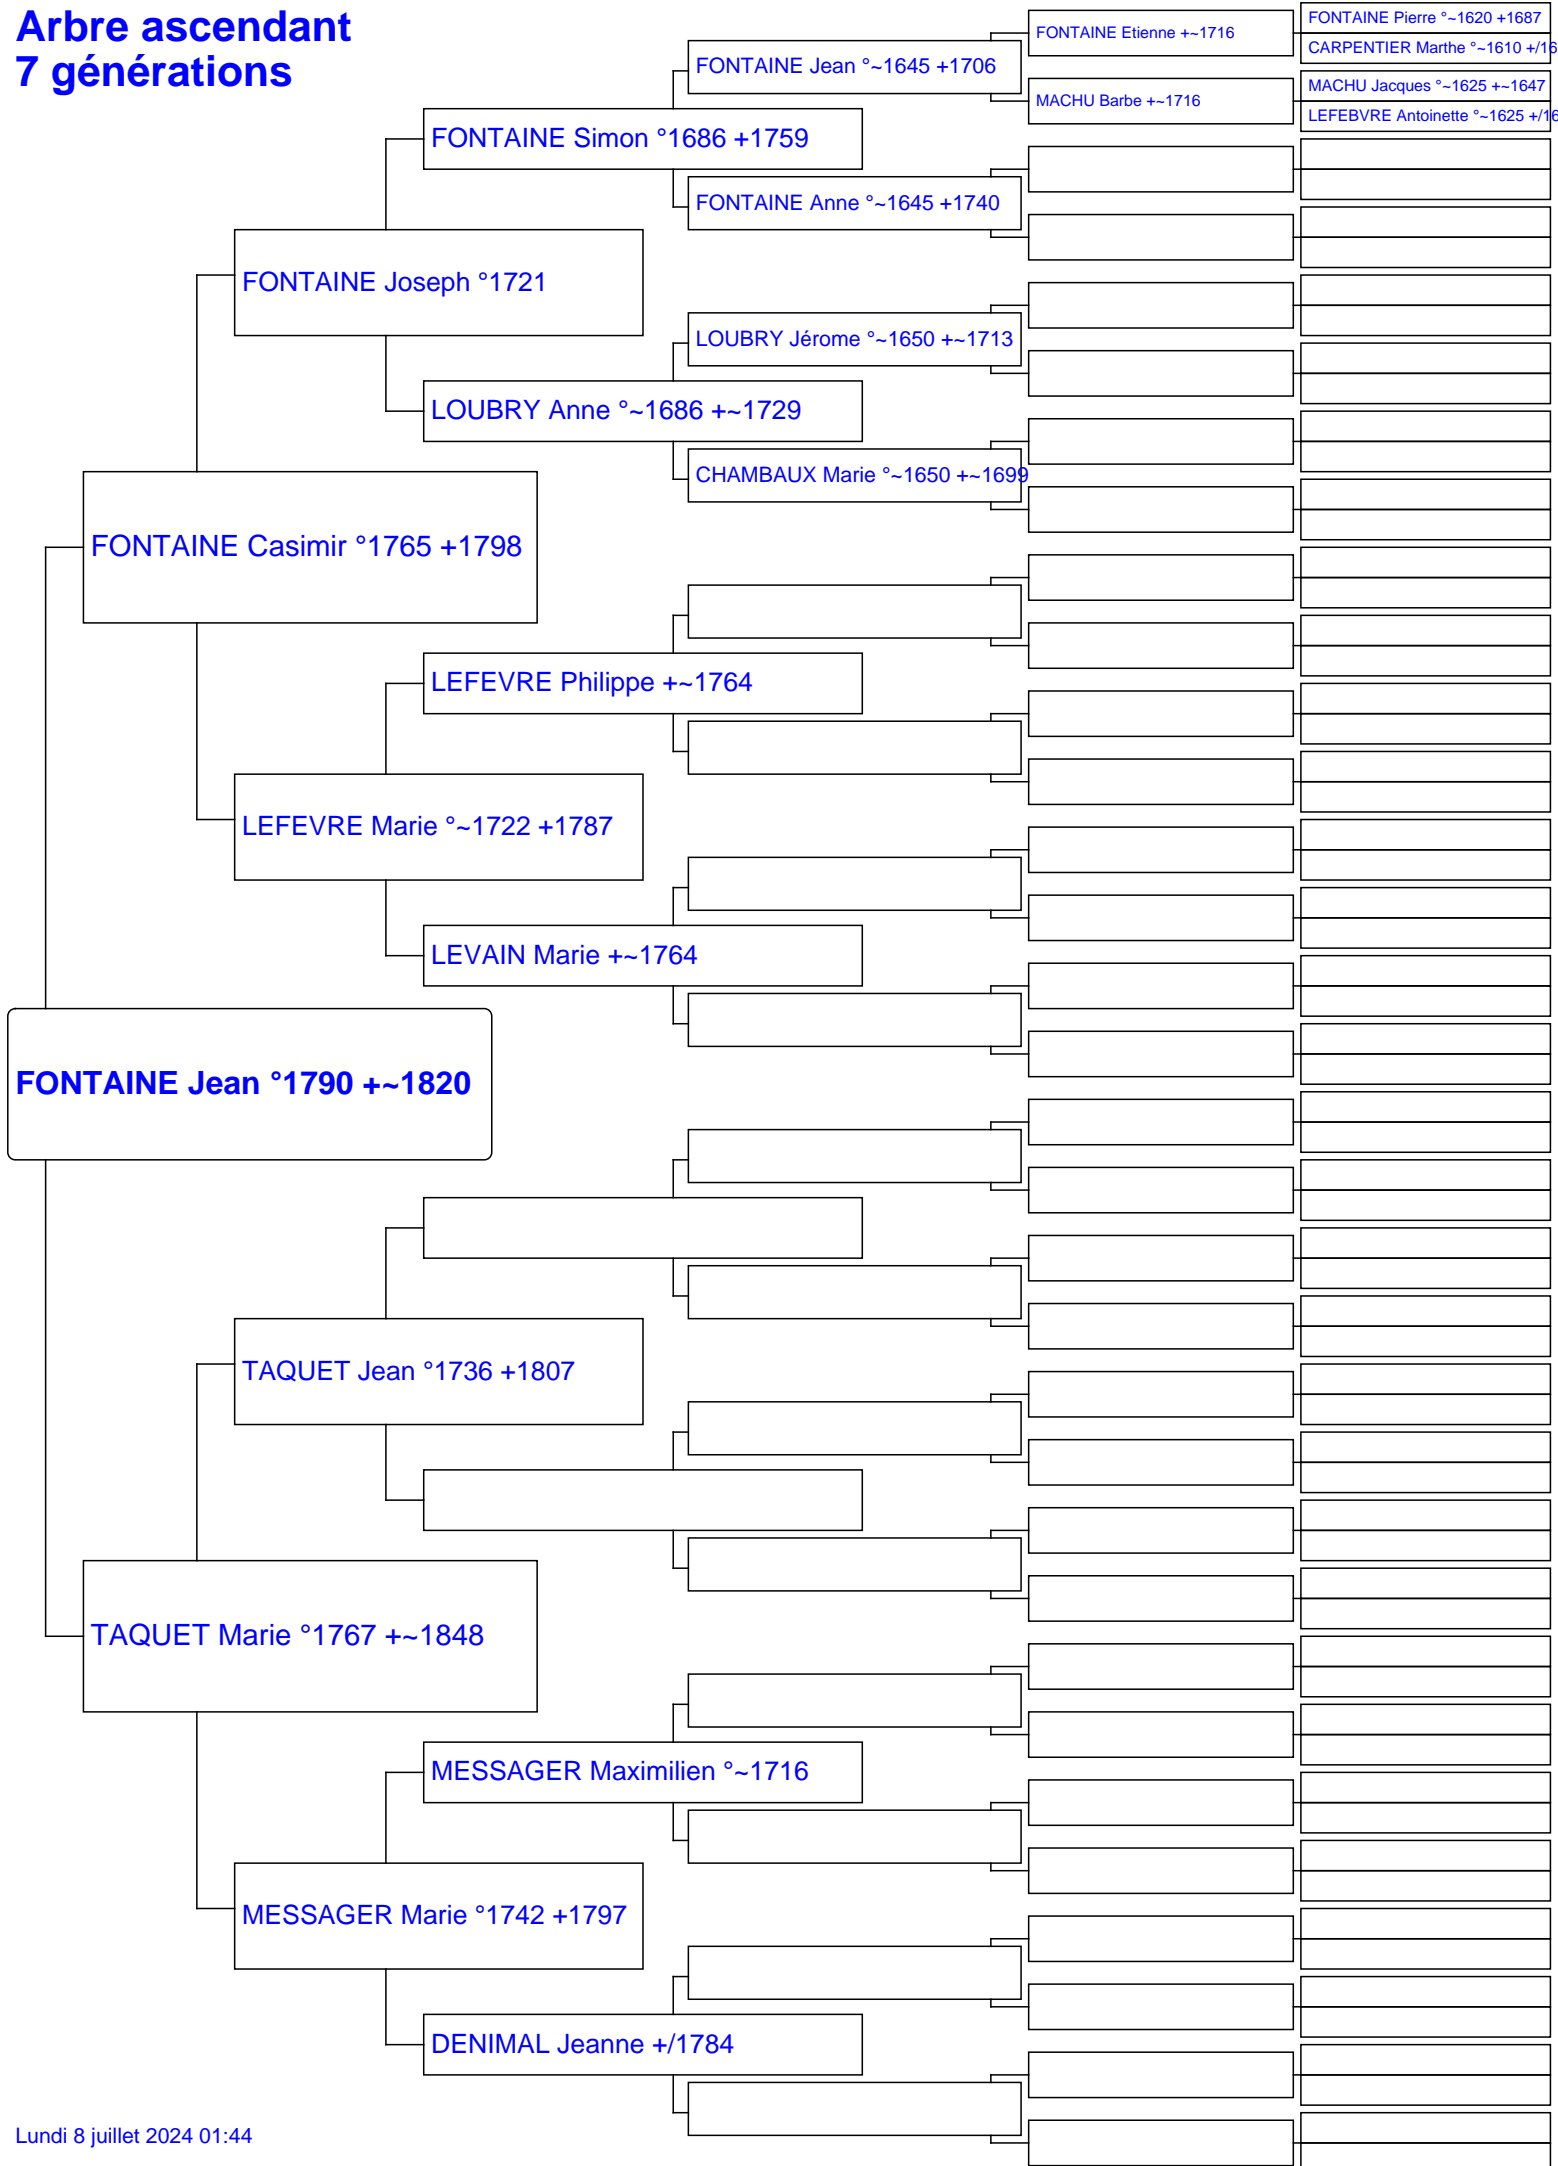 Arbre ascendant
7 générations
FONTAINE Pierre °~1620 +1687
FONTAINE Etienne +~1716
CARPENTIER Marthe °~1610 +/16
FONTAINE Jean °~1645 +1706
MACHU Jacques °~1625 +~1647
MACHU Barbe +~1716
LEFEBVRE Antoinette °~1625 +/16
FONTAINE Simon °1686 +1759
FONTAINE Anne °~1645 +1740
FONTAINE Joseph °1721
LOUBRY Jérome °~1650 +~1713
LOUBRY Anne °~1686 +~1729
CHAMBAUX Marie °~1650 +~1699
FONTAINE Casimir °1765 +1798
LEFEVRE Philippe +~1764
LEFEVRE Marie °~1722 +1787
LEVAIN Marie +~1764
FONTAINE Jean °1790 +~1820
TAQUET Jean °1736 +1807
TAQUET Marie °1767 +~1848
MESSAGER Maximilien °~1716
MESSAGER Marie °1742 +1797
DENIMAL Jeanne +/1784
Lundi 8 juillet 2024 01:44